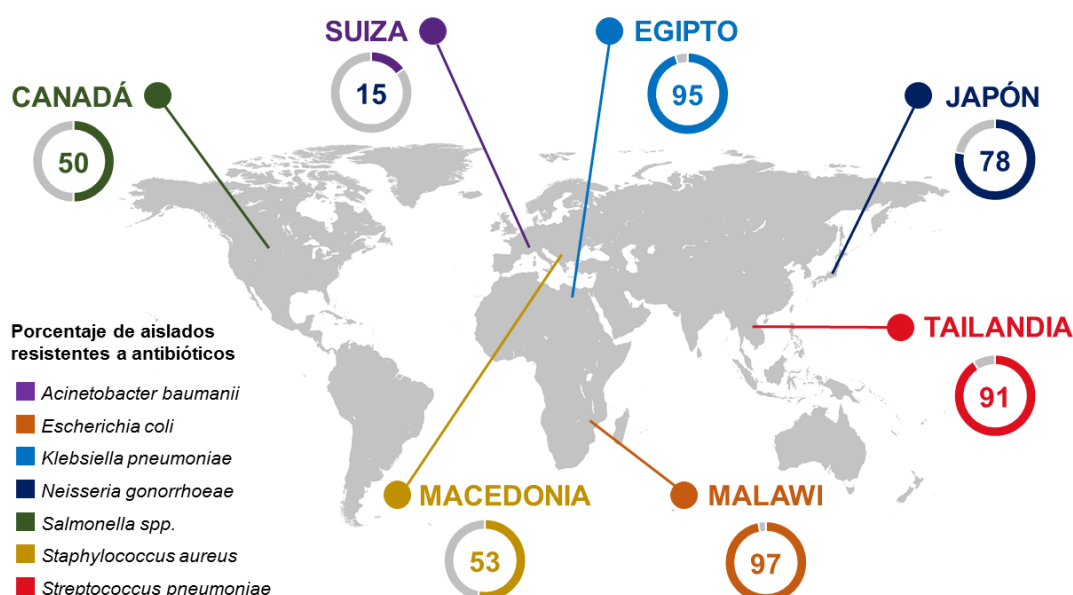 SUIZA
15
EGIPTO
95
CANADÁ
50
JAPÓN
78
TAILANDIA
91
Porcentaje de aislados
resistentes a antibióticos
Acinetobacter baumanii
Escherichia coli
Klebsiella pneumoniae
Neisseria gonorrhoeae
Salmonella spp.
Staphylococcus aureus
Streptococcus pneumoniae
MACEDONIA
53
MALAWI
97